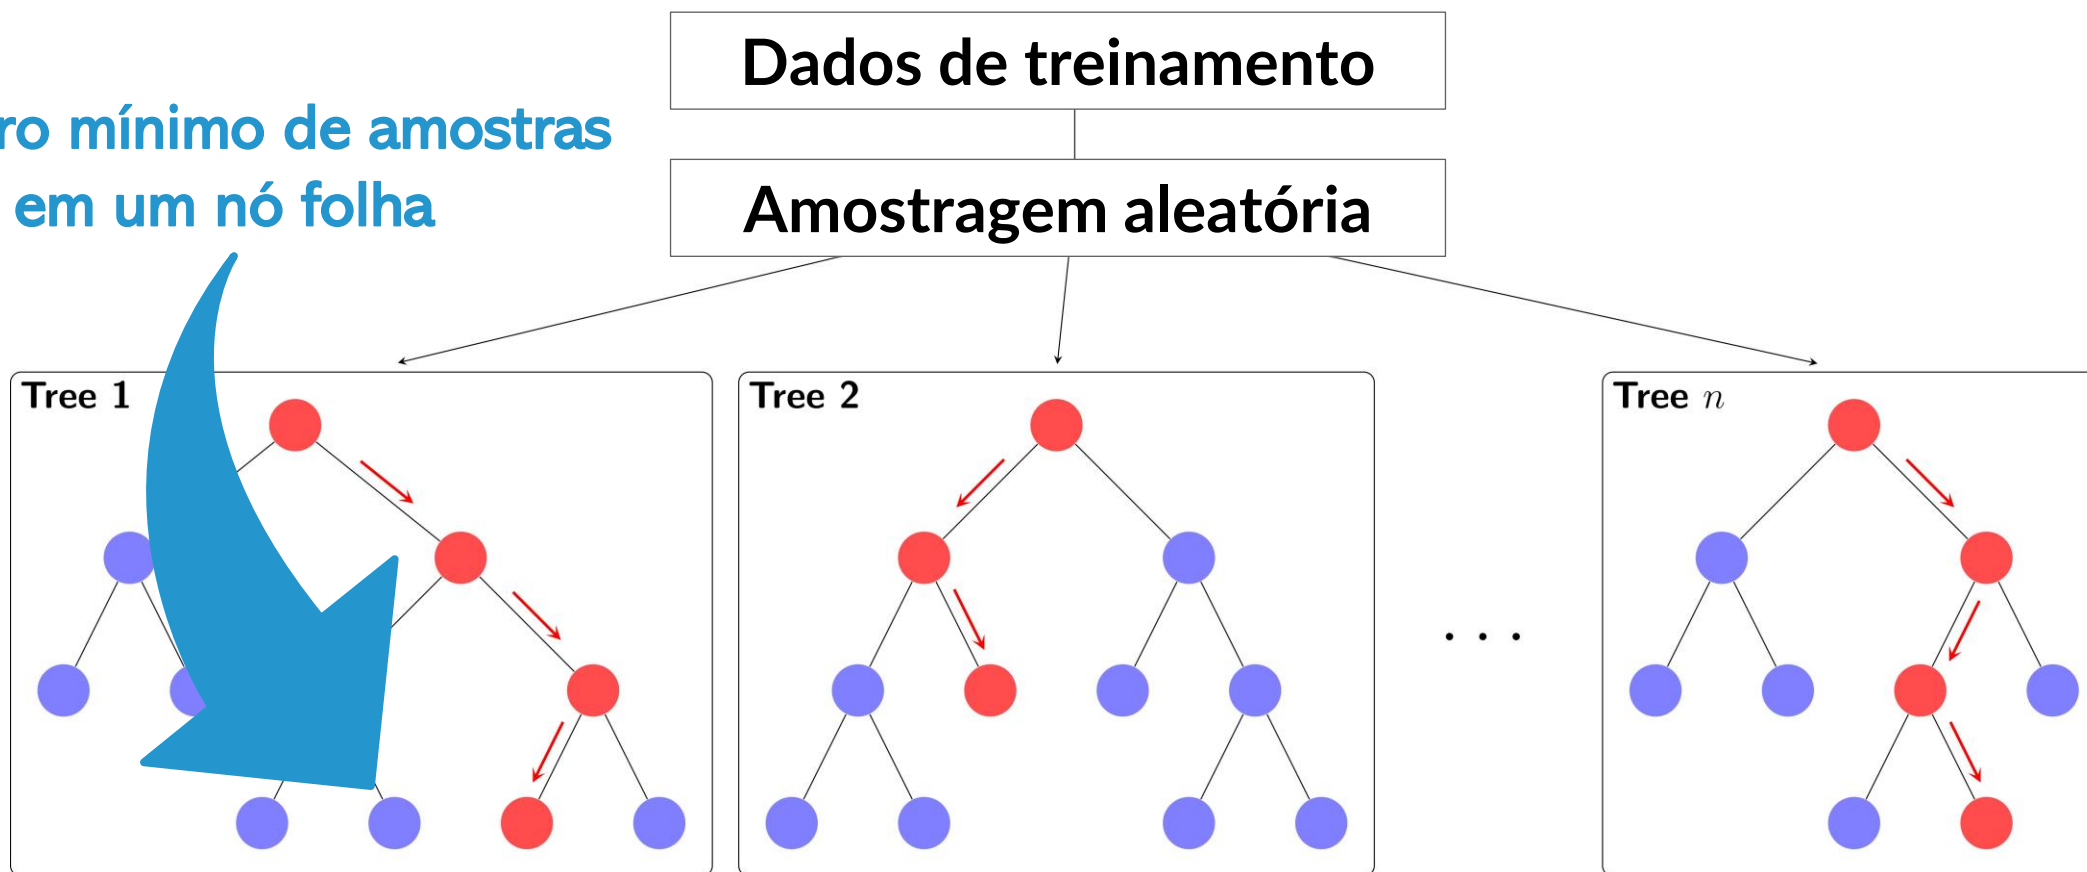 Dados de treinamento
ro mínimo de amostras
em um nó folha
Amostragem aleatória
Tree 1
Tree 2
. . .
Tree n